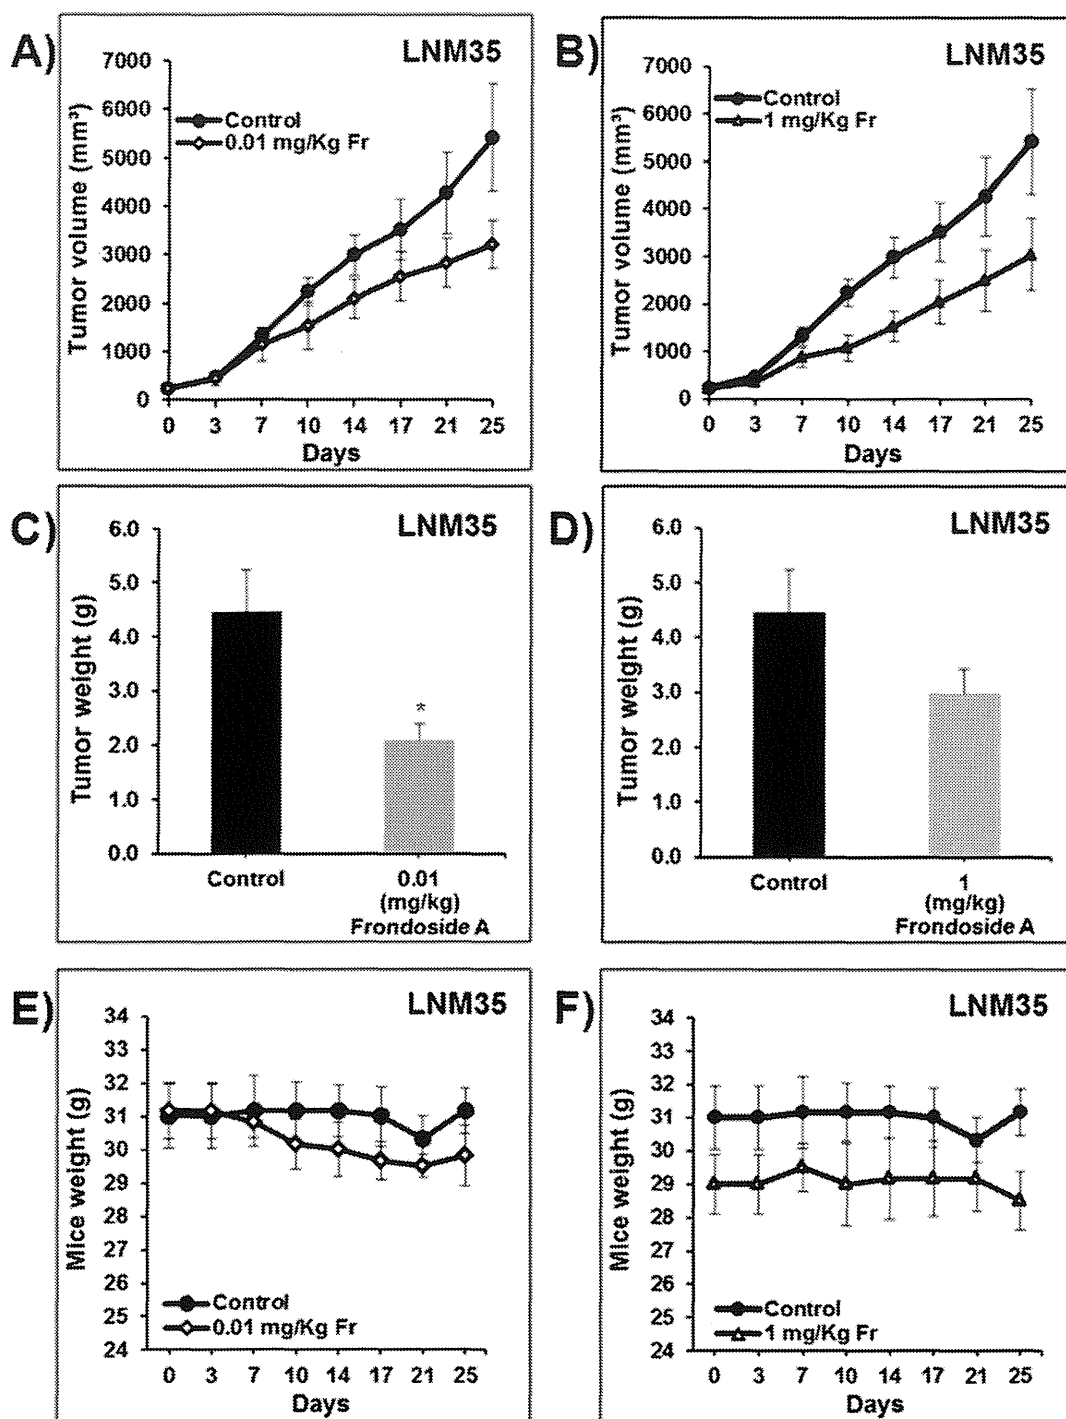 A)
LNM35
Tumor volume (mm³)
7000
6000
5000
4000
3000
2000
1000
0
Control
0.01 mg/Kg Fr
0 3 7 10 14 17 21 25
Days
B)
LNM35
Tumor volume (mm³)
7000
6000
5000
4000
3000
2000
1000
0
Control
1 mg/Kg Fr
0 3 7 10 14 17 21 25
Days
C)
LNM35
Tumor weight (g)
6.0
5.0
4.0
3.0
2.0
1.0
0.0
*
Control
0.01
(mg/kg)
Frondoside A
D)
LNM35
Tumor weight (g)
6.0
5.0
4.0
3.0
2.0
1.0
0.0
Control
1
(mg/kg)
Frondoside A
E)
LNM35
Mice weight (g)
34
33
32
31
30
29
28
27
26
25
24
Control
0.01 mg/Kg Fr
0 3 7 10 14 17 21 25
Days
F)
LNM35
Mice weight (g)
34
33
32
31
30
29
28
27
26
25
24
Control
1 mg/Kg Fr
0 3 7 10 14 17 21 25
Days